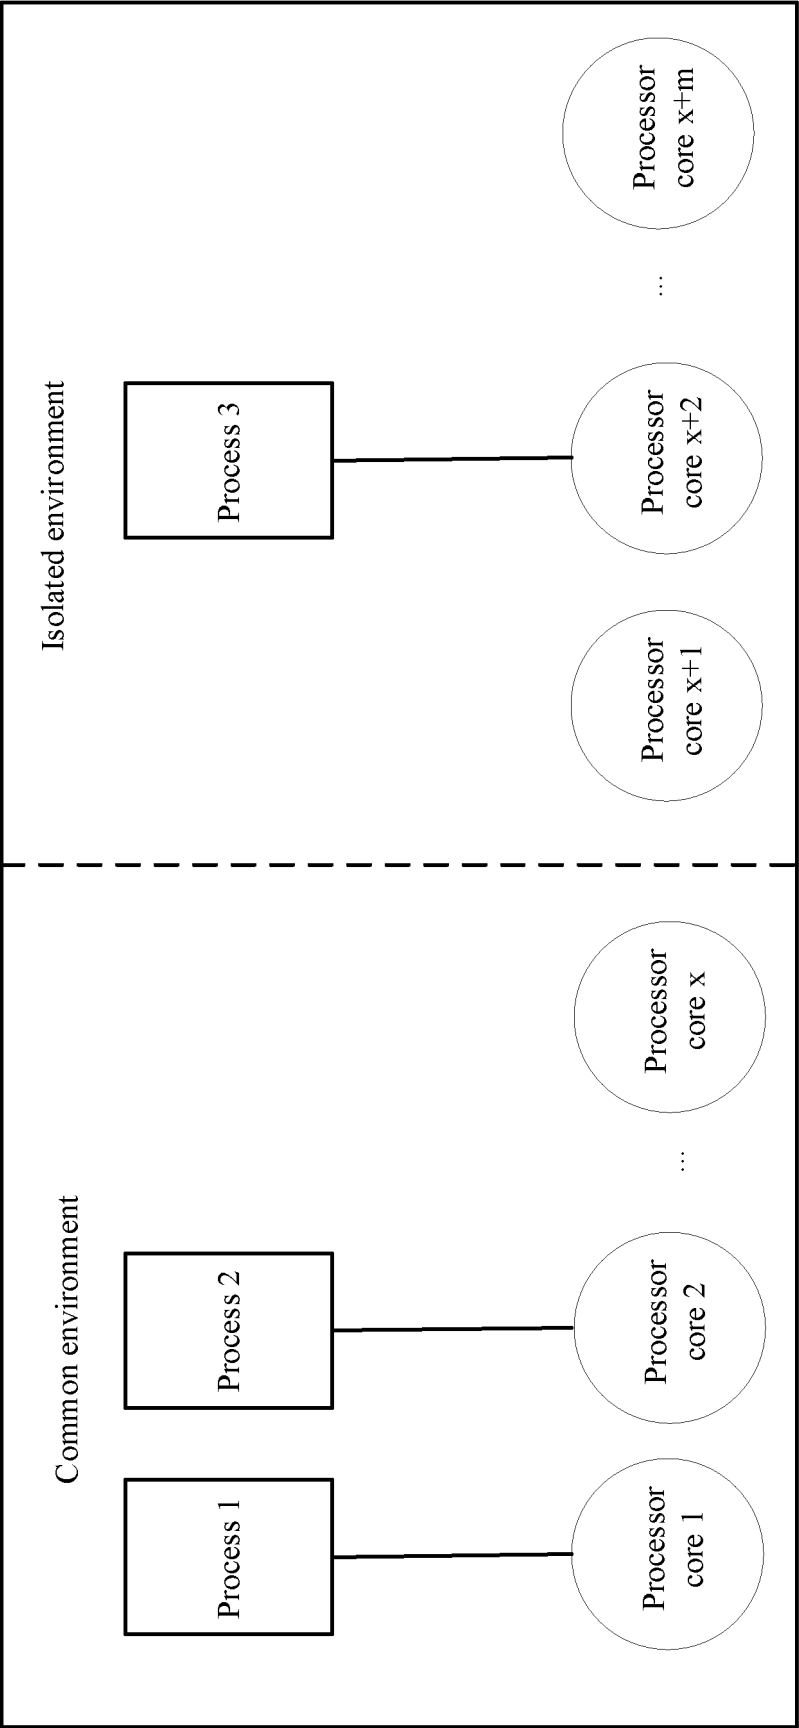 Common environment
Isolated environment
Process 1
Process 2
Process 3
Processor
core 1
Processor
core 2
...
Processor
core x
Processor
core x+1
Processor
core x+2
...
Processor
core x+m